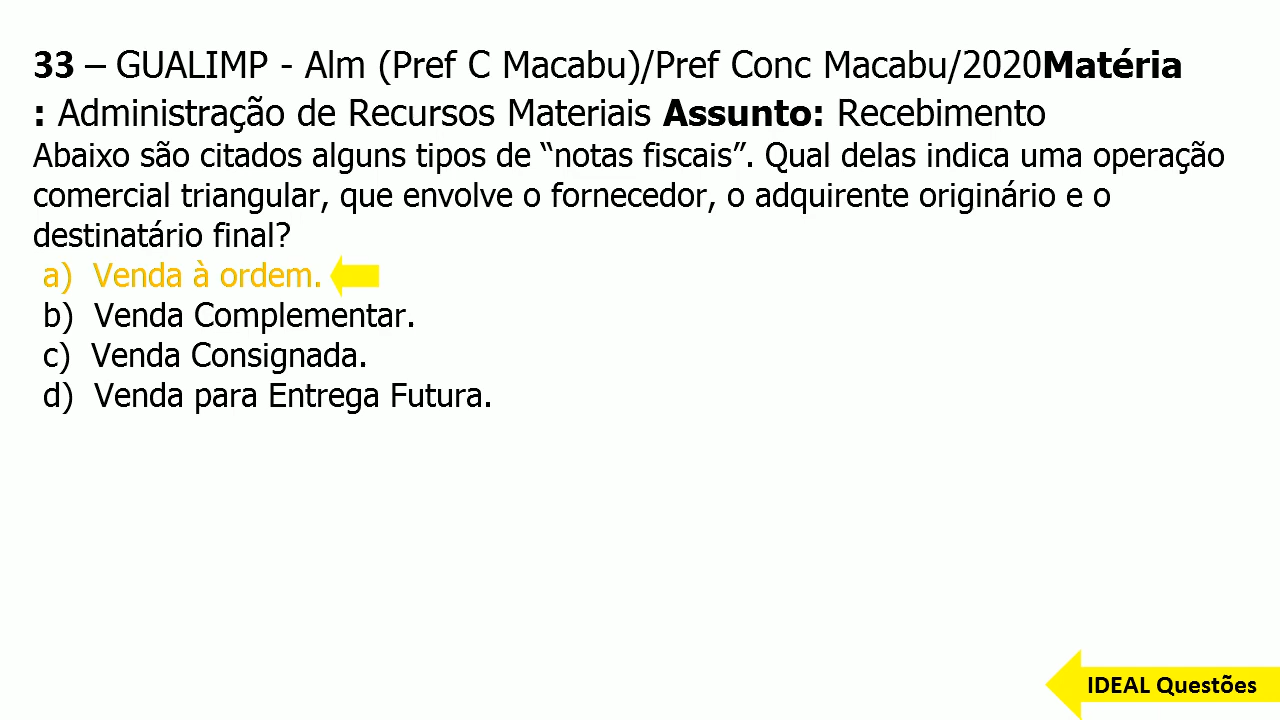 33 – GUALIMP - Alm (Pref C Macabu)/Pref Conc Macabu/2020Matéria
: Administração de Recursos Materiais Assunto: Recebimento
Abaixo são citados alguns tipos de “notas fiscais”. Qual delas indica uma operação
comercial triangular, que envolve o fornecedor, o adquirente originário e o
destinatário final?
a) Venda à ordem.
b) Venda Complementar.
c) Venda Consignada.
d) Venda para Entrega Futura.
IDEAL Questões